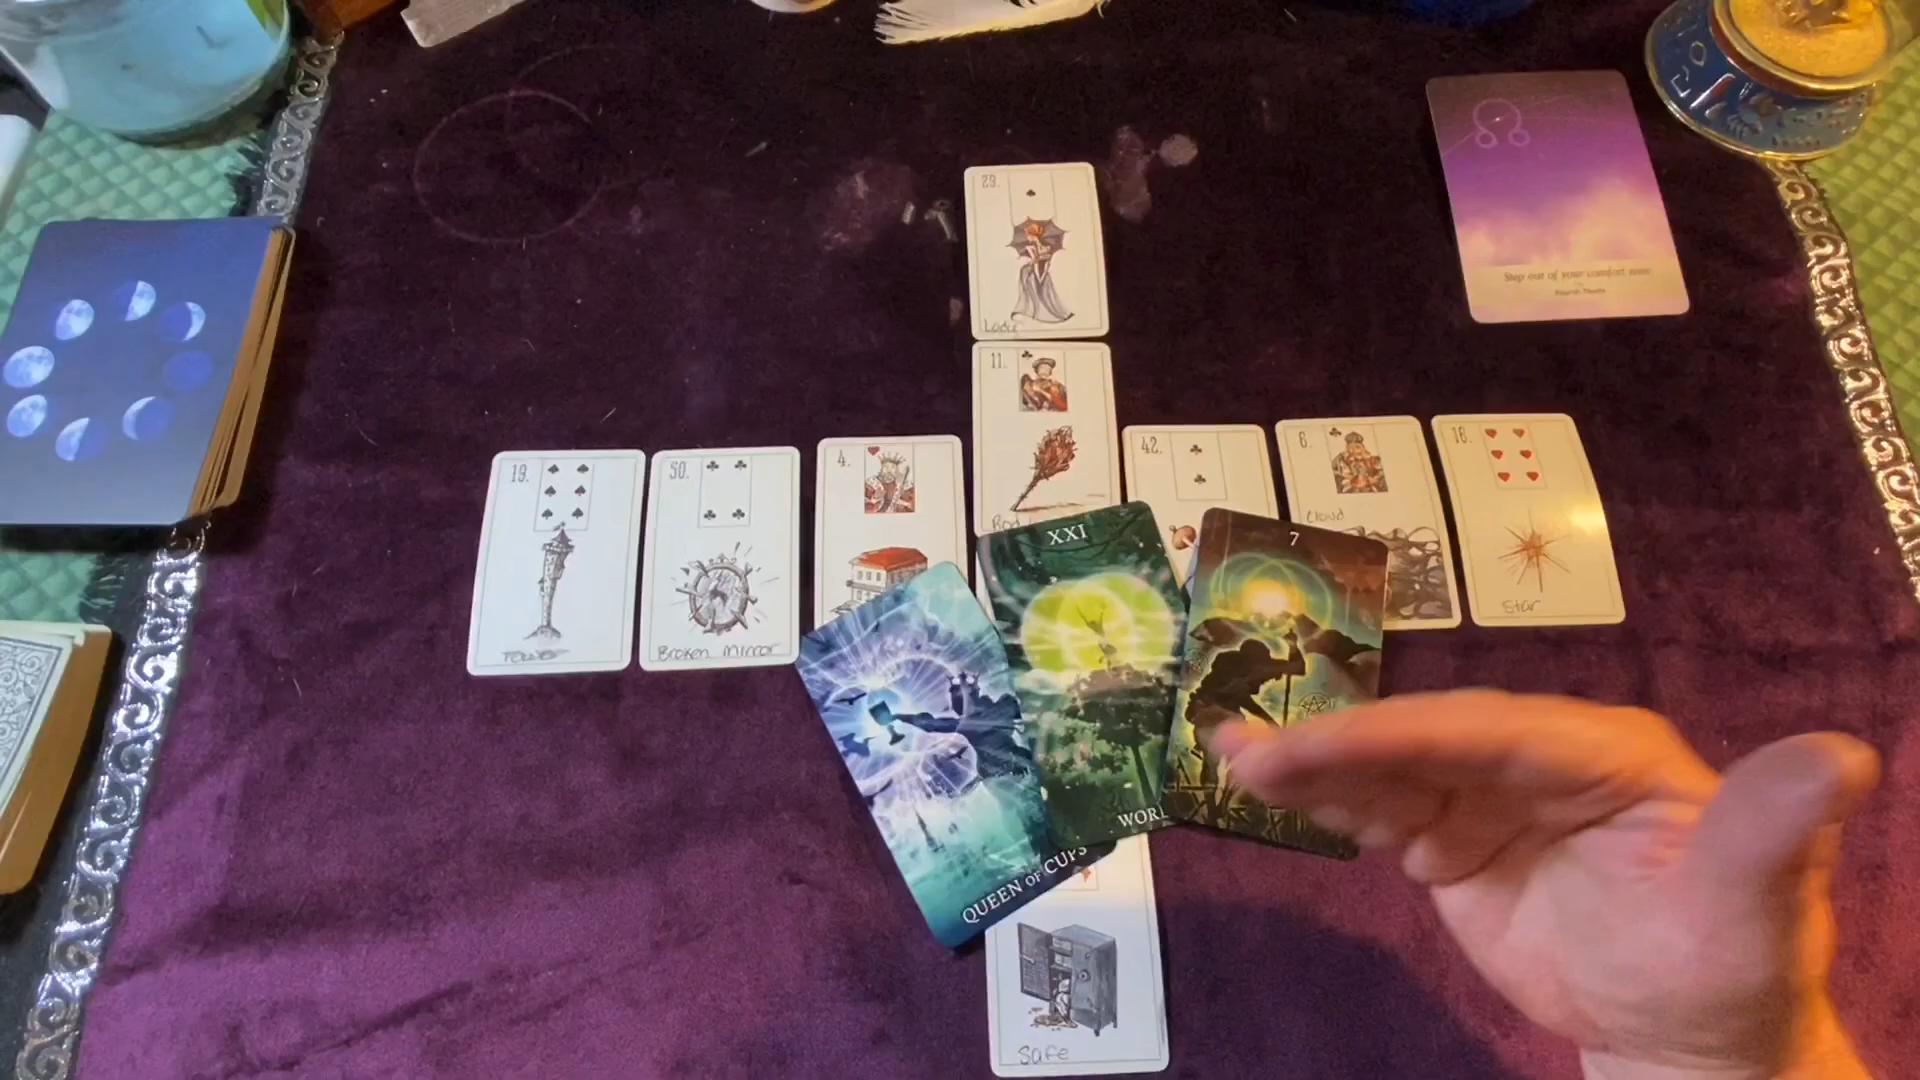 Step out of your comfort zone
29.
Lady
11.
Rod
19.
Tower
50.
Broken Mirror
4.
42.
6.
Cloud
16.
Star
XXI
WORL
7
QUEEN OF CUPS
Safe